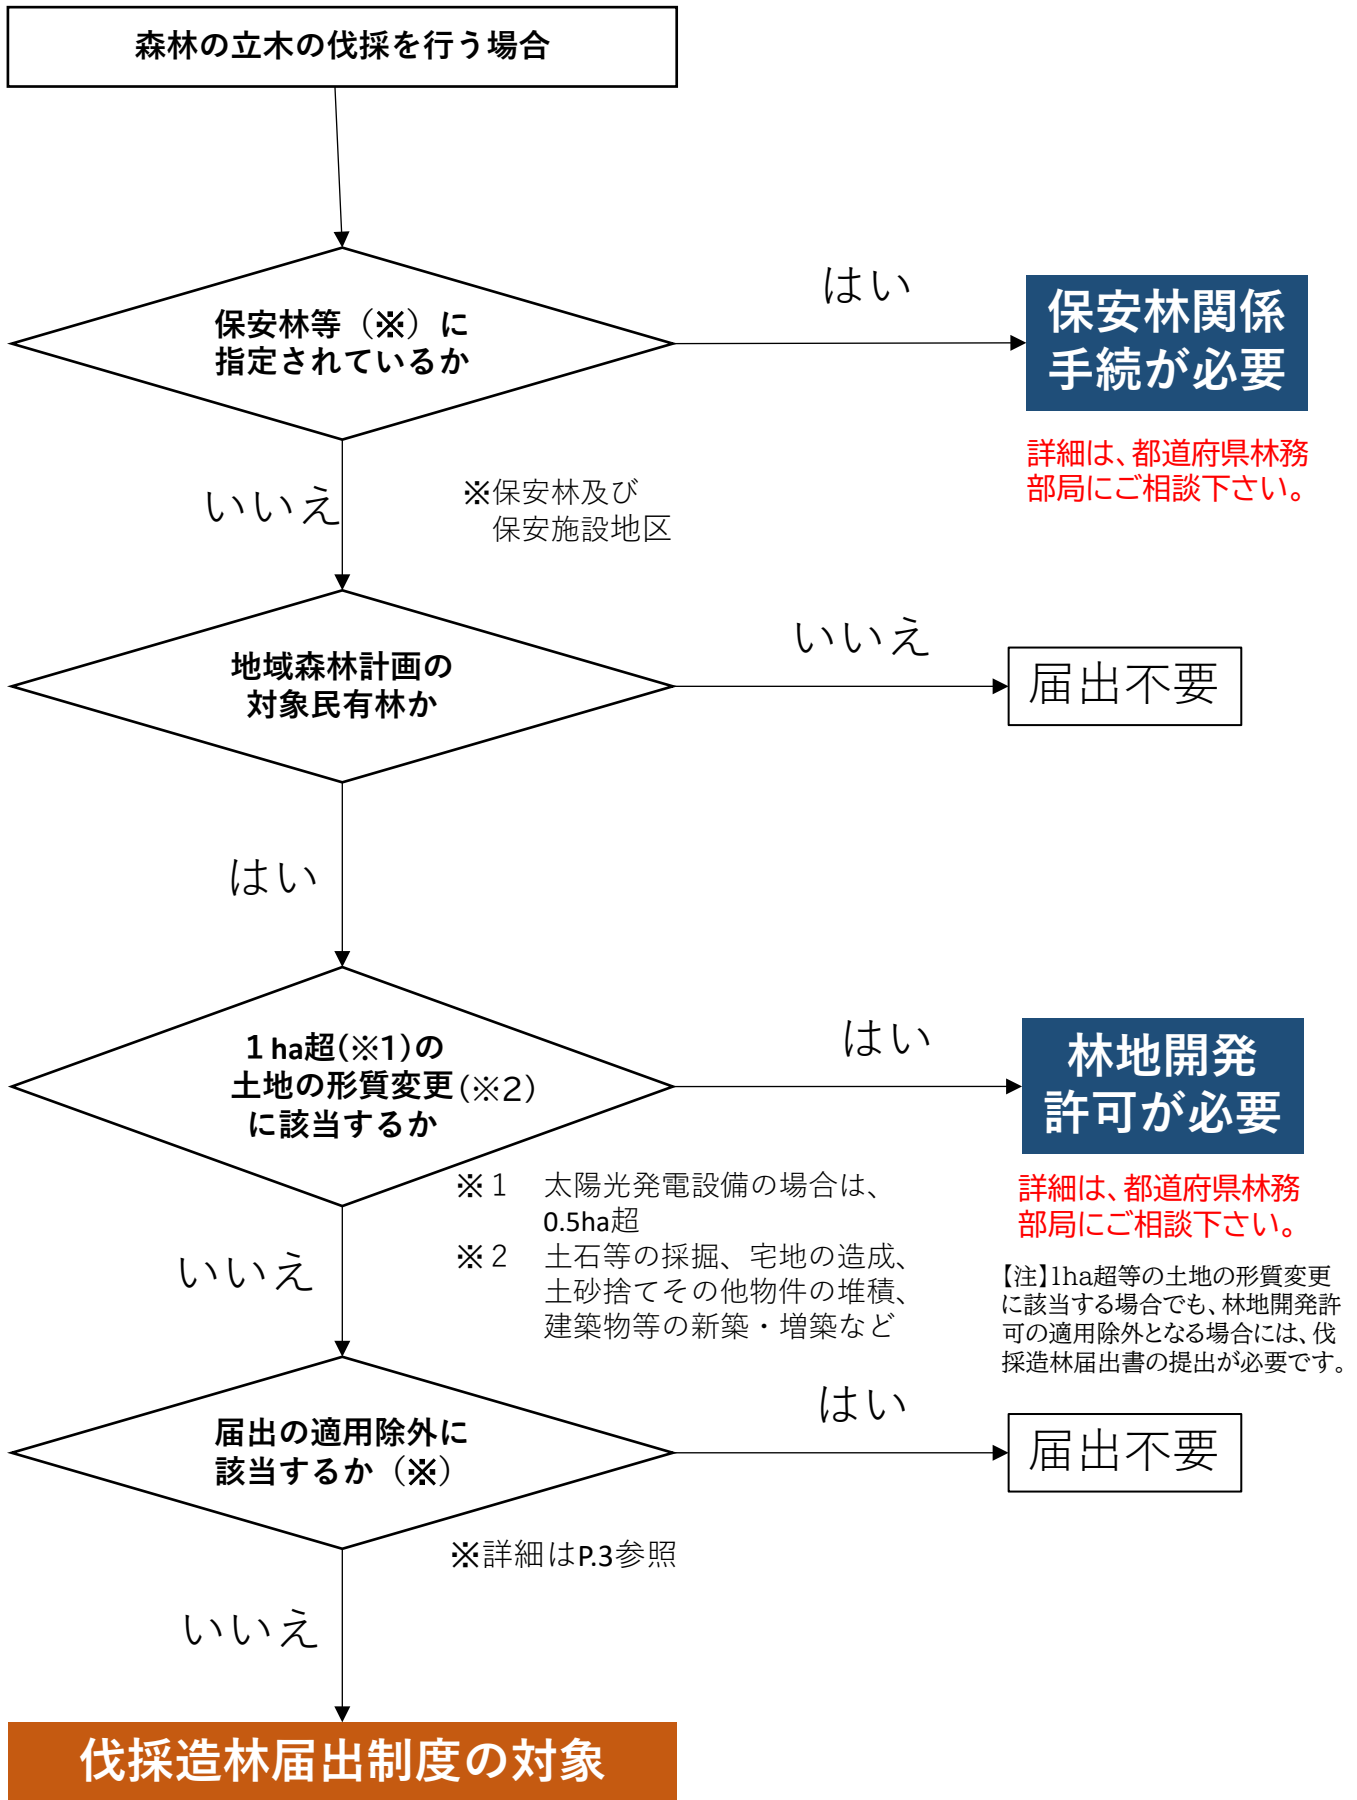 森林の立木の伐採を行う場合
保安林等（※）に
指定されているか
はい
保安林関係
手続が必要
詳細は、都道府県林務
部局にご相談下さい。
いいえ
※保安林及び
保安施設地区
地域森林計画の
対象民有林か
いいえ
届出不要
はい
１ha超(※1)の
土地の形質変更(※2)
に該当するか
はい
林地開発
許可が必要
詳細は、都道府県林務
部局にご相談下さい。
【注】1ha超等の土地の形質変更
に該当する場合でも、林地開発許
可の適用除外となる場合には、伐
採造林届出書の提出が必要です。
いいえ
※１　太陽光発電設備の場合は、
0.5ha超
※２　土石等の採掘、宅地の造成、
土砂捨てその他物件の堆積、
建築物等の新築・増築など
届出の適用除外に
該当するか（※）
はい
届出不要
※詳細はP.3参照
いいえ
伐採造林届出制度の対象